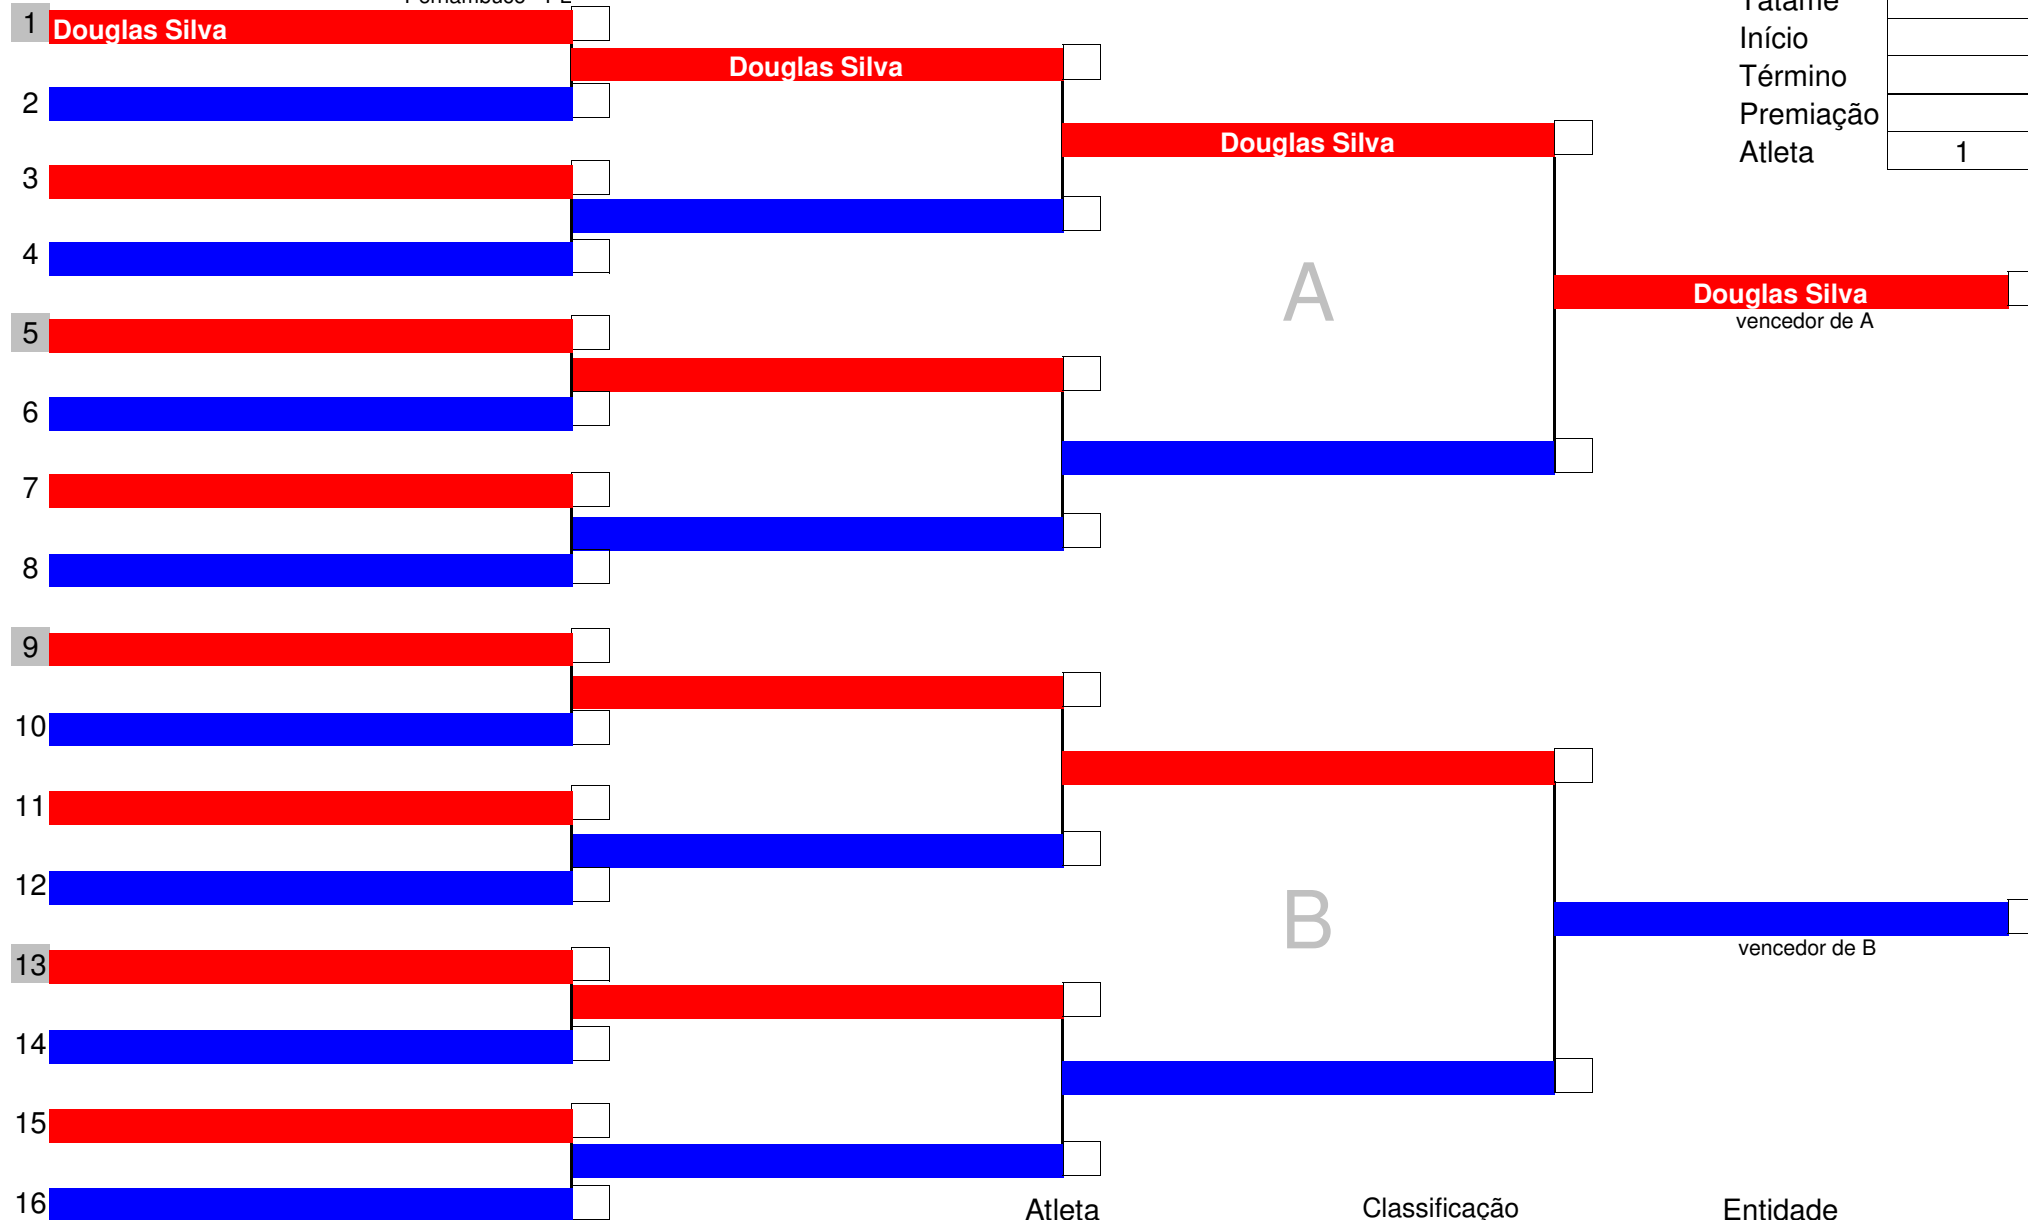 1 Douglas Silva
Douglas Silva
2
Douglas Silva
3
4
5
6
7
8
9
10
11
12
13
14
15
16
A
Douglas Silva
vencedor de A
B
vencedor de B
Tatame
Início
Término
Premiação
Atleta 1
Atleta Classificação Entidade